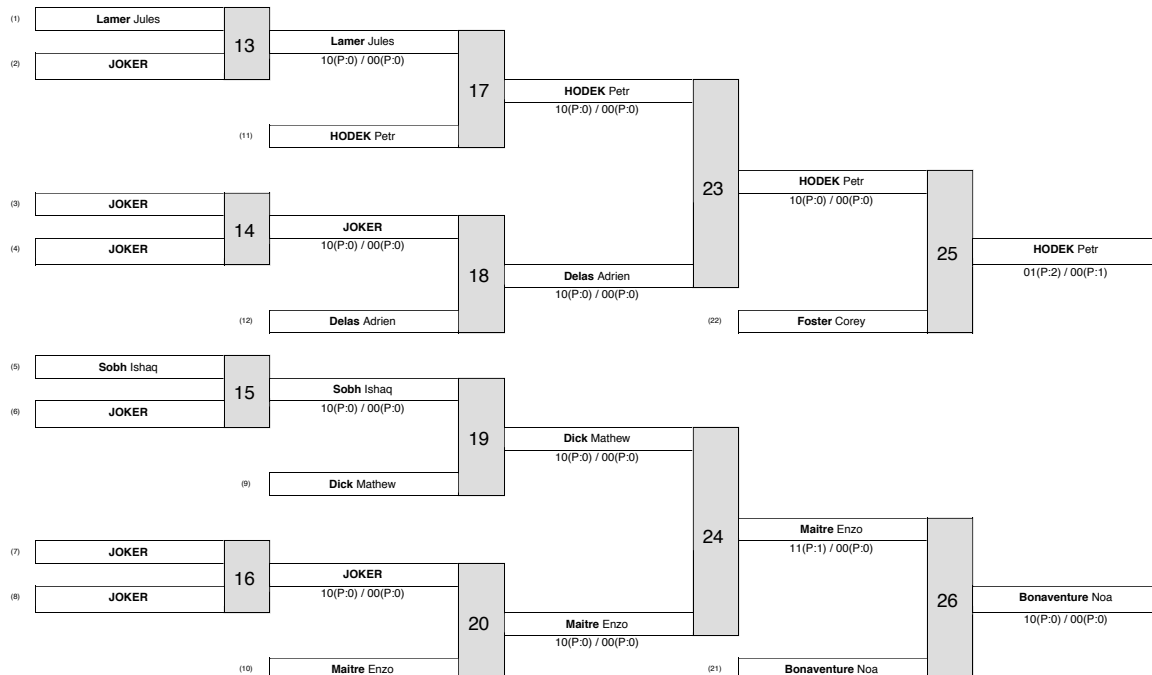 (1) Lamer Jules
13
Lamer Jules
(2) JOKER
10(P:0) / 00(P:0)
17
HODEK Petr
10(P:0) / 00(P:0)
(11) HODEK Petr
23
HODEK Petr
10(P:0) / 00(P:0)
(3) JOKER
14
JOKER
(4) JOKER
10(P:0) / 00(P:0)
18
Delas Adrien
10(P:0) / 00(P:0)
(12) Delas Adrien
25
HODEK Petr
01(P:2) / 00(P:1)
(22) Foster Corey
(5) Sobh Ishaq
15
Sobh Ishaq
(6) JOKER
10(P:0) / 00(P:0)
19
Dick Mathew
10(P:0) / 00(P:0)
(9) Dick Mathew
24
Maitre Enzo
11(P:1) / 00(P:0)
(7) JOKER
16
JOKER
(8) JOKER
10(P:0) / 00(P:0)
20
Maitre Enzo
10(P:0) / 00(P:0)
(10) Maitre Enzo
26
Bonaventure Noa
10(P:0) / 00(P:0)
(21) Bonaventure Noa